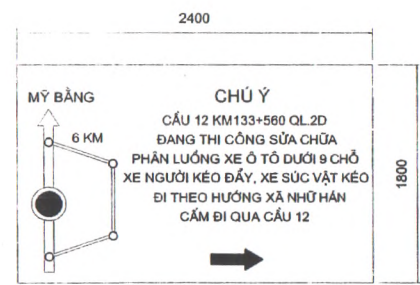 2400
MỸ BẰNG
6 KM
CHÚ Ý
CẦU 12 KM133+560 QL.2D
ĐANG THI CÔNG SỬA CHỮA
PHÂN LUỒNG XE Ô TÔ DƯỚI 9 CHỖ
XE NGƯỜI KÉO ĐẨY, XE SÚC VẬT KÉO
ĐI THEO HƯỚNG XÃ NHỮ HÁN
CẤM ĐI QUA CẦU 12
1800